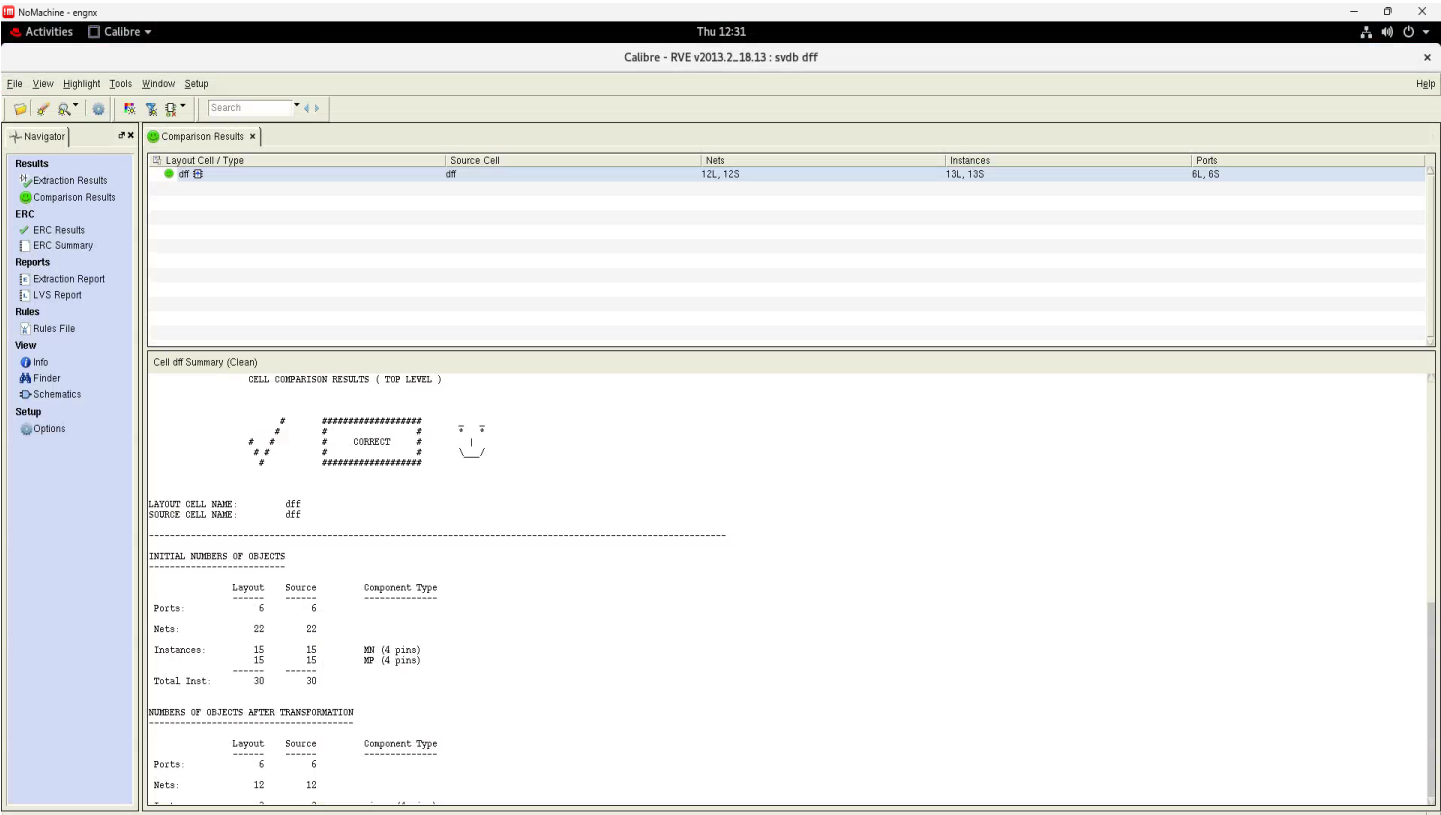 NoMachine - engnx
Activities Calibre Thu 12:31
Calibre - RVE v2013.2_18.13 : svdb dff
File View Highlight Tools Window Setup Help
Search
Navigator
Results
Extraction Results
Comparison Results
ERC
ERC Results
ERC Summary
Reports
Extraction Report
LVS Report
Rules
Rules File
View
Info
Finder
Schematics
Setup
Options
Comparison Results
Layout Cell / Type Source Cell Nets Instances Ports
dff dff 12L, 12S 13L, 13S 6L, 6S
Cell dff Summary (Clean)
CELL COMPARISON RESULTS ( TOP LEVEL )
# ###################
# # #
# # # CORRECT # |
# # # # \___/
# ###################
LAYOUT CELL NAME: dff
SOURCE CELL NAME: dff
INITIAL NUMBERS OF OBJECTS
Layout Source Component Type
Ports: 6 6
Nets: 22 22
Instances: 15 15 MN (4 pins)
15 15 MP (4 pins)
Total Inst: 30 30
NUMBERS OF OBJECTS AFTER TRANSFORMATION
Layout Source Component Type
Ports: 6 6
Nets: 12 12